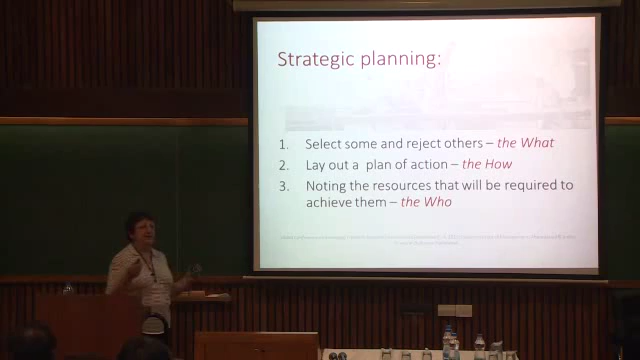 Strategic planning:
1. Select some and reject others – the What
2. Lay out a plan of action – the How
3. Noting the resources that will be required to
achieve them – the Who